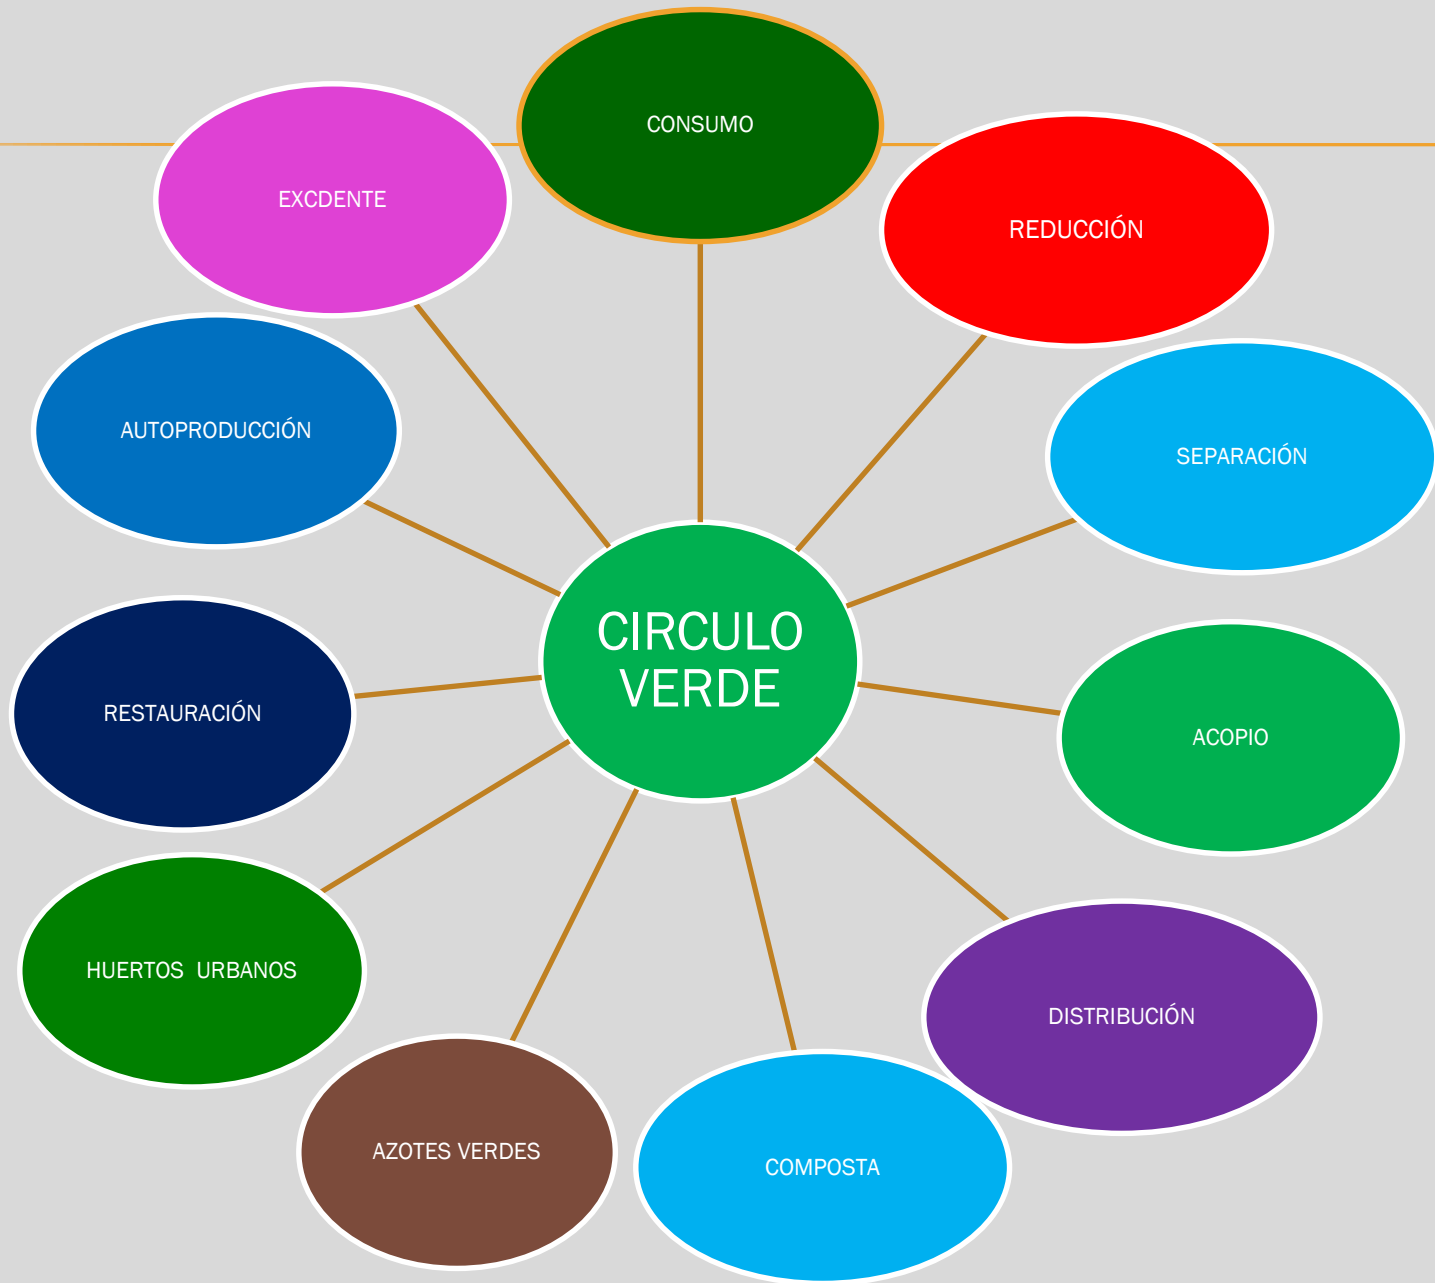 CONSUMO
EXCDENTE
REDUCCIÓN
AUTOPRODUCCIÓN
SEPARACIÓN
CIRCULO
VERDE
RESTAURACIÓN
ACOPIO
HUERTOS  URBANOS
DISTRIBUCIÓN
AZOTES VERDES
COMPOSTA